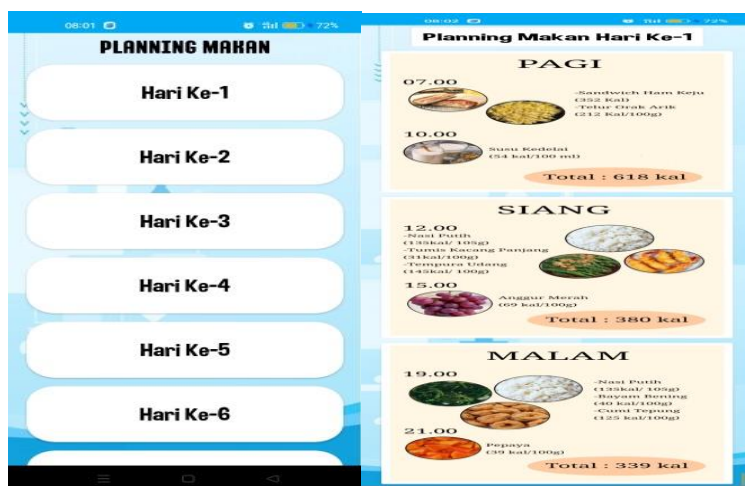 08:01
72%
PLANNING MAKAN
Hari Ke-1
Hari Ke-2
Hari Ke-3
Hari Ke-4
Hari Ke-5
Hari Ke-6
08:02
72%
Planning Makan Hari Ke-1
PAGI
07.00
-Sandwich Ham Keju
(352 Kal)
-Telur Orak Arik
(212 Kal/100g)
10.00
Susu Kedelai
(54 kal/100 ml)
Total : 618 kal
SIANG
12.00
-Nasi Putih
(135kal/ 105g)
-Tumis Kacang Panjang
(31kal/100g)
-Tempura Udang
(145kal/ 100g)
15.00
Anggur Merah
(69 kal/100g)
Total : 380 kal
MALAM
19.00
-Nasi Putih
(135kal/ 105g)
-Bayam Bening
(40 kal/100g)
-Cumi Tepung
(125 kal/100g)
21.00
Pepaya
(39 kal/100g)
Total : 339 kal